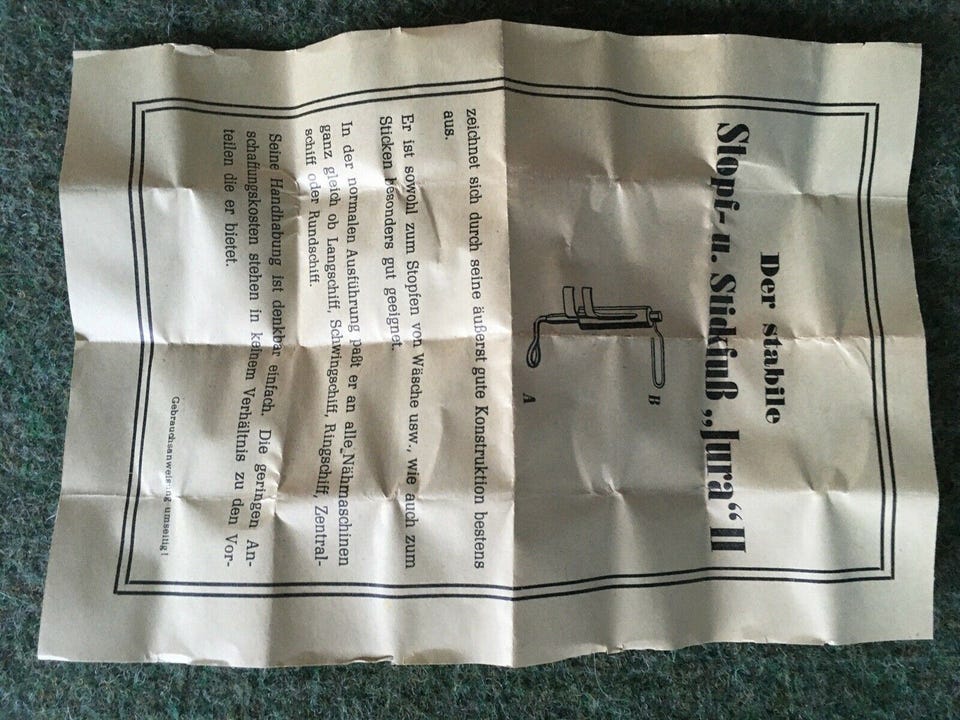 Der stabile
Stopf- u. Stickfuß „Jura“ II
B
A
zeichnet sich durch seine äußerst gute Konstruktion bestens
aus.
Er ist sowohl zum Stopfen von Wäsche usw., wie auch zum
Sticken besonders gut geeignet.
In der normalen Ausführung paßt er an alle Nähmaschinen
ganz gleich ob Langschiff, Schwingschiff, Ringschiff, Zentral-
schiff oder Rundschiff.
Seine Handhabung ist denkbar einfach. Die geringen An-
schaffungskosten stehen in keinem Verhältnis zu den Vor-
teilen die er bietet.
Gebrauchsanweisung umseitig!